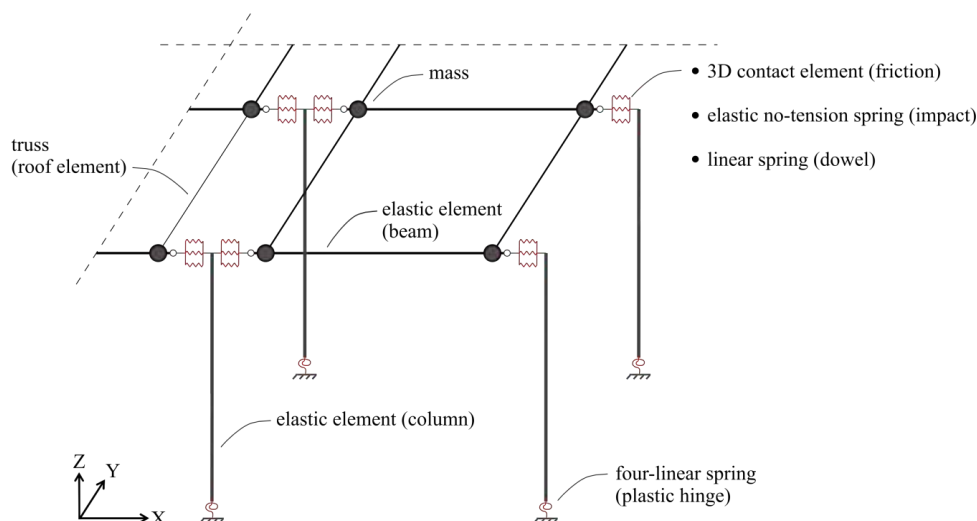 mass
• 3D contact element (friction)
• elastic no-tension spring (impact)
• linear spring (dowel)
truss
(roof element)
elastic element
(beam)
elastic element (column)
four-linear spring
(plastic hinge)
Z
Y
X